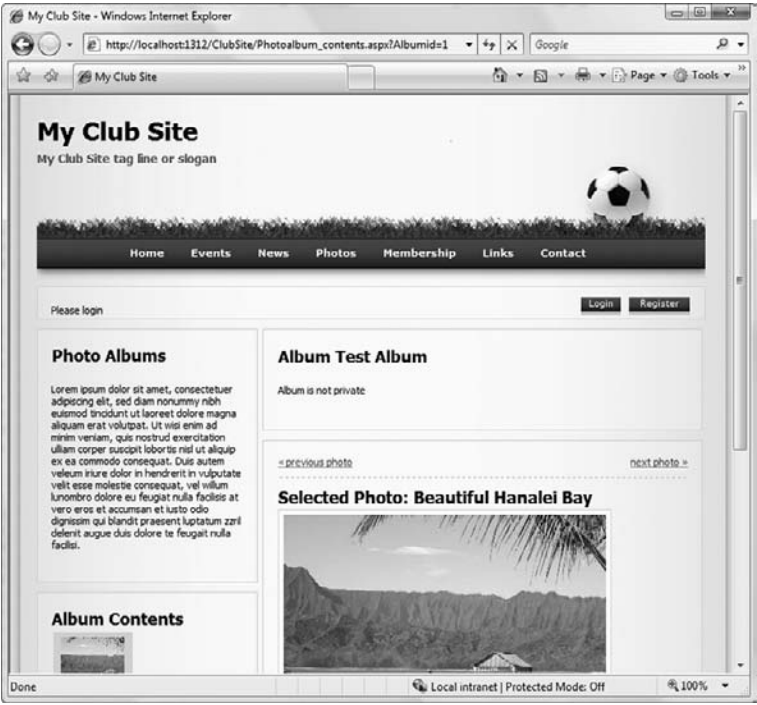 My Club Site - Windows Internet Explorer
http://localhost:1312/ClubSite/Photoalbum_contents.aspx?Albumid=1
Google
My Club Site
Page
Tools
My Club Site
My Club Site tag line or slogan
Home Events News Photos Membership Links Contact
Please login
Login Register
Photo Albums
Lorem ipsum dolor sit amet, consectetuer
adipiscing elit, sed diam nonummy nibh
euismod tincidunt ut laoreet dolore magna
aliquam erat volutpat. Ut wisi enim ad
minim veniam, quis nostrud exercitation
ulliam corper suscipit lobortis nisl ut aliquip
ex ea commodo consequat. Duis autem
veleum iriure dolor in hendrerit in vulputate
velit esse molestie consequat, vel willum
lunombro dolore eu feugiat nulla facilisis at
vero eros et accumsan et iusto odio
dignissim qui blandit praesent luptatum zzril
delenit augue duis dolore te feugait nulla
facilisi.
Album Contents
Album Test Album
Album is not private
« previous photo
next photo »
Selected Photo: Beautiful Hanalei Bay
Done
Local intranet | Protected Mode: Off
100%